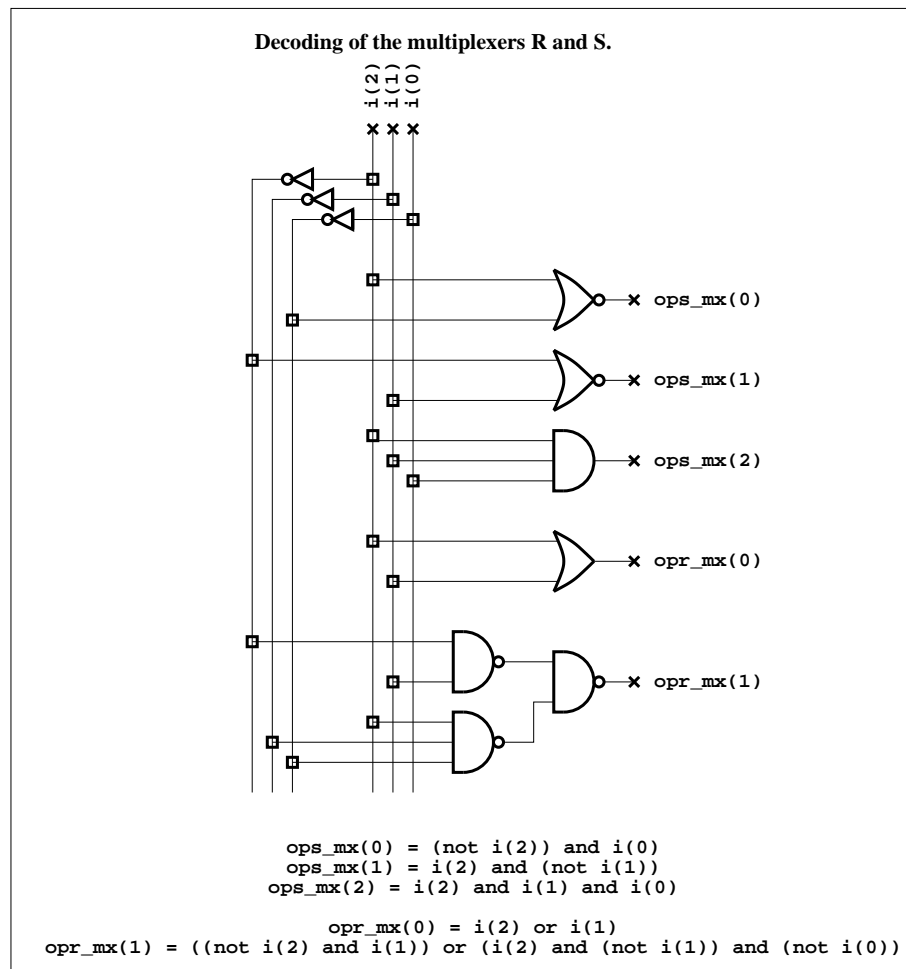 Decoding of the multiplexers R and S.
i(2)
i(1)
i(0)
ops_mx(0)
ops_mx(1)
ops_mx(2)
opr_mx(0)
opr_mx(1)
ops_mx(0) = (not i(2)) and i(0)
ops_mx(1) = i(2) and (not i(1))
ops_mx(2) = i(2) and i(1) and i(0)
opr_mx(0) = i(2) or i(1)
opr_mx(1) = ((not i(2) and i(1)) or (i(2) and (not i(1)) and (not i(0))